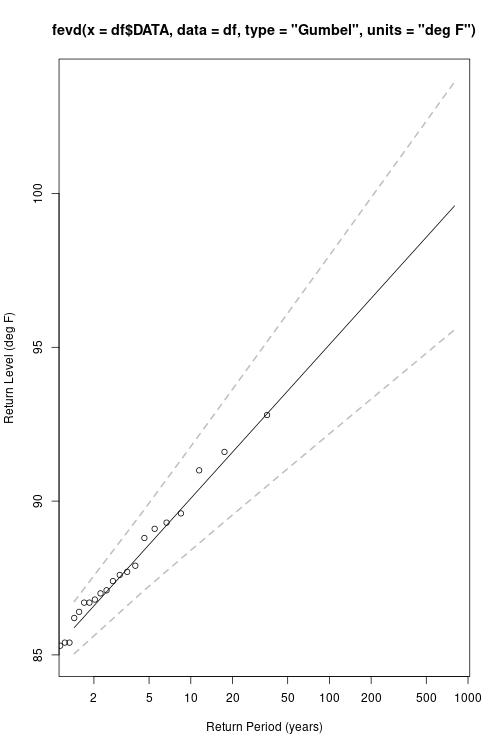 fevd(x = df$DATA, data = df, type = "Gumbel", units = "deg F")
100
95
90
85
Return Level (deg F)
2 5 10 20 50 100 200 500 1000
Return Period (years)